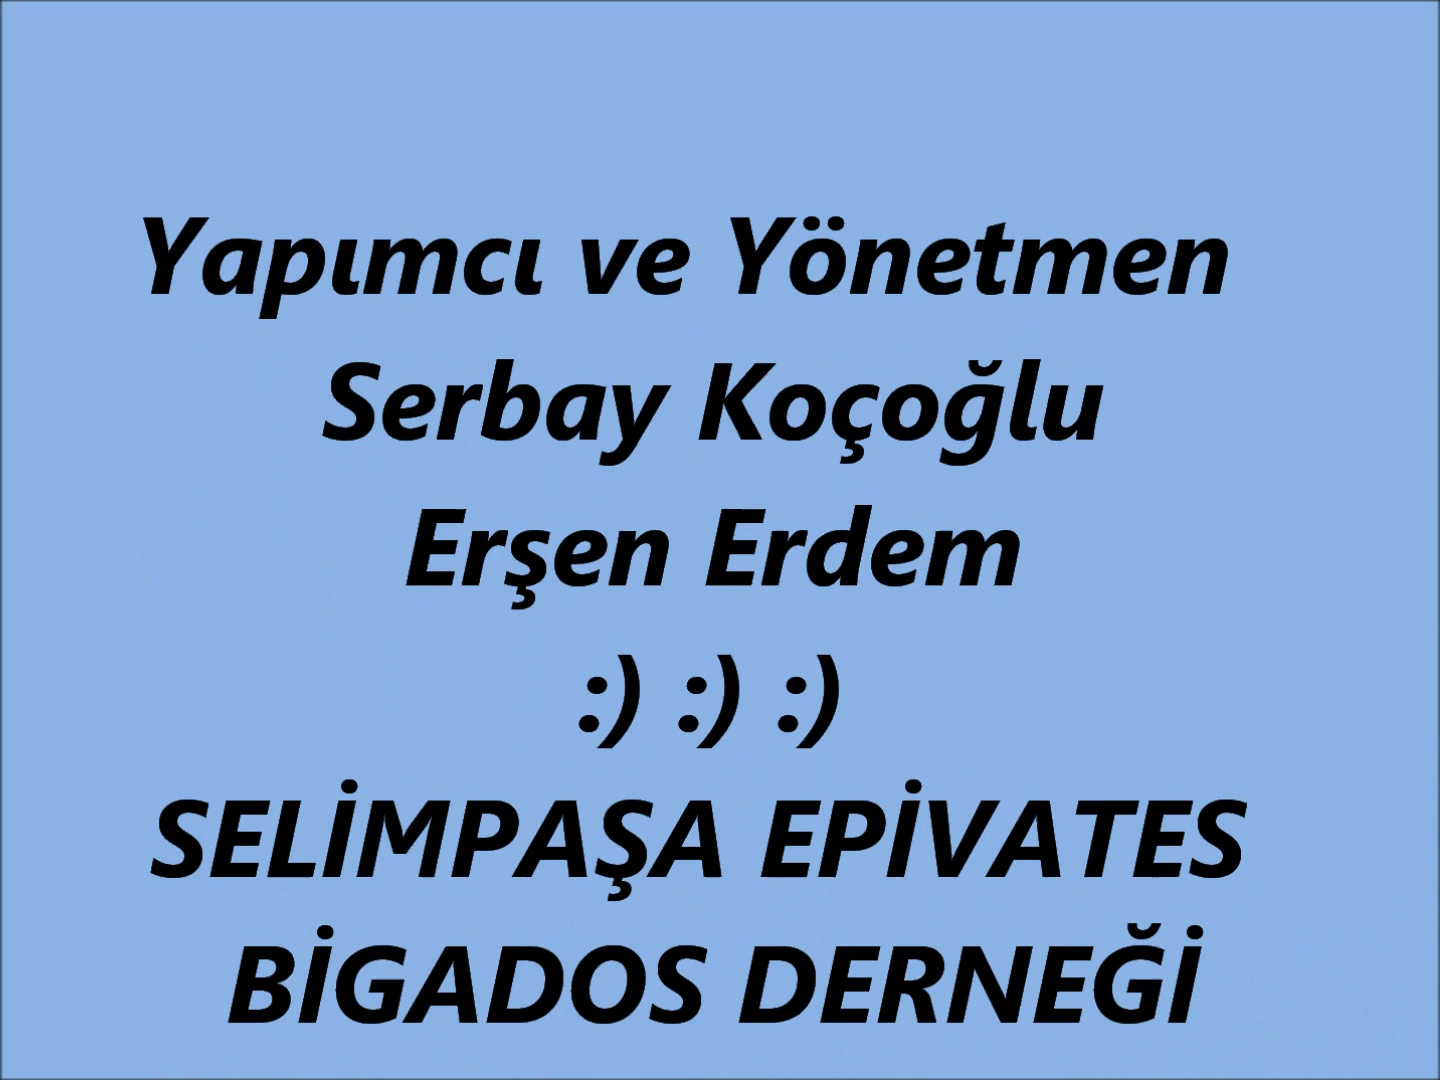 Yapımcı ve Yönetmen
Serbay Koçoğlu
Erşen Erdem
:) :) :)
SELİMPAŞA EPİVATES
BİGADOS DERNEĞİ